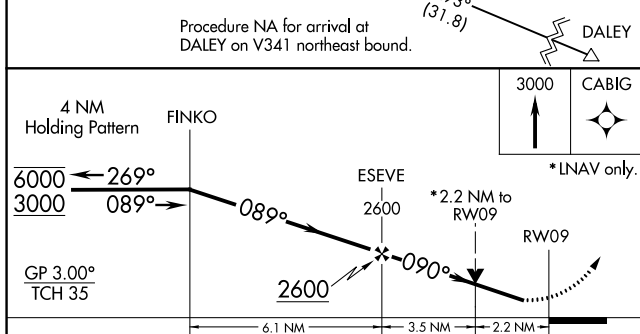 (31.8)
DALEY
Procedure NA for arrival at
DALEY on V341 northeast bound.
3000
CABIG
4 NM
Holding Pattern
FINKO
*LNAV only.
6000
269°
3000
089°
089°
ESEVE
2600
*2.2 NM to
RW09
RW09
090°
2600
GP 3.00°
TCH 35
6.1 NM
3.5 NM
2.2 NM